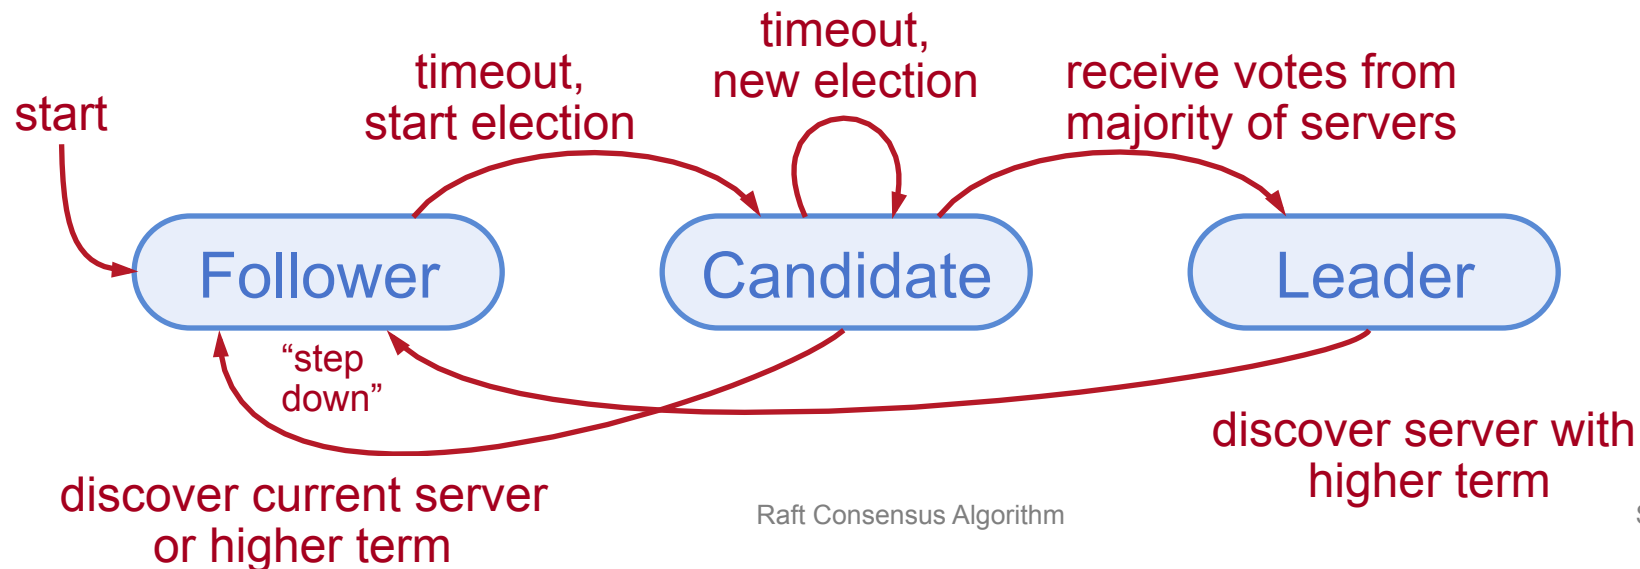 start
timeout,
start election
timeout,
new election
receive votes from
majority of servers
Follower
Candidate
Leader
“step
down”
discover current server
or higher term
discover server with
higher term
Raft Consensus Algorithm
S